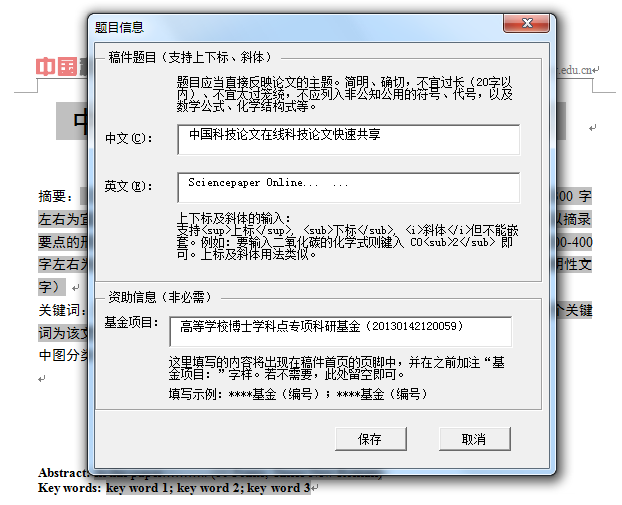 题目信息
稿件题目（支持上下标、斜体）
中国
.edu.cn
题目应当直接反映论文的主题。简明、确切，不宜过长（20字以
内）、不宜太过笼统，不应列入非公知公用的符号、代号，以及
数学公式、化学结构式等。
中文(C)：
中国科技论文在线科技论文快速共享
英文(E)：
Sciencepaper Online... ...
摘要：
00 字
左右为宜
以摘录
要点的形
00-400
字左右为
明性文
字）
上下标及斜体的输入：
支持<sup>上标</sup>, <sub>下标</sub>, <i>斜体</i>但不能嵌
套。例如：要输入二氧化碳的化学式则键入 CO<sub>2</sub> 即
可。上标及斜体用法类似。
资助信息（非必需）
关键词：
个关键
词为该文
中图分类
基金项目：
高等学校博士学科点专项科研基金（20130142120059）
这里填写的内容将出现在稿件首页的页脚中，并在之前加注“基
金项目：”字样。若不需要，此处留空即可。
填写示例：****基金（编号）；****基金（编号）
保存
取消
Abstract:
Key words: key word 1; key word 2; key word 3